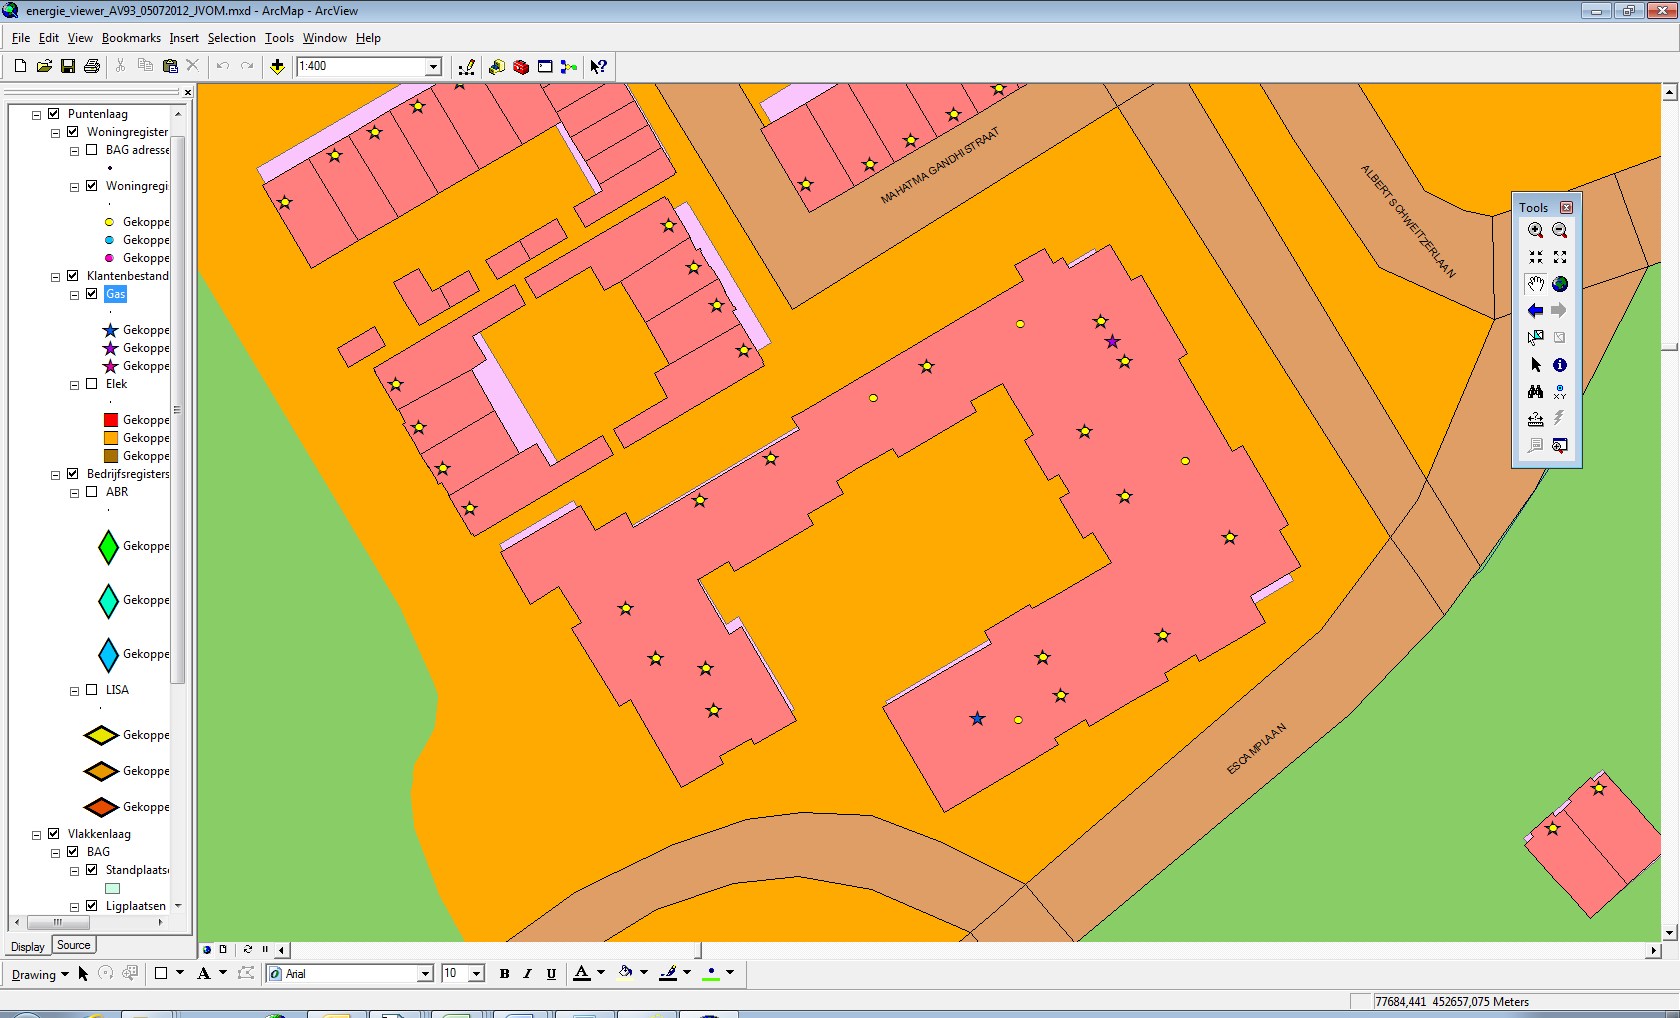 energie_viewer_AV93_05072012_JVOM.mxd - ArcMap - ArcView
File Edit View Bookmarks Insert Selection Tools Window Help
1:400
Puntenlaag
Woningregister
BAG adresse
Woningregi
Gekoppe
Gekoppe
Gekoppe
Klantenbestand
Gas
Gekoppe
Gekoppe
Gekoppe
Elek
Gekoppe
Gekoppe
Gekoppe
Bedrijfsregisters
ABR
Gekoppe
Gekoppe
Gekoppe
LISA
Gekoppe
Gekoppe
Gekoppe
Vlakkenlaag
BAG
Standplaats
Ligplaatsen
Display Source
MAHATMA GANDHISTRAAT
ALBERT SCHWEITZERLAAN
ESCAMPLAAN
Tools
XY
Drawing
A
Arial
10
B I U A
77684,441 452657,075 Meters